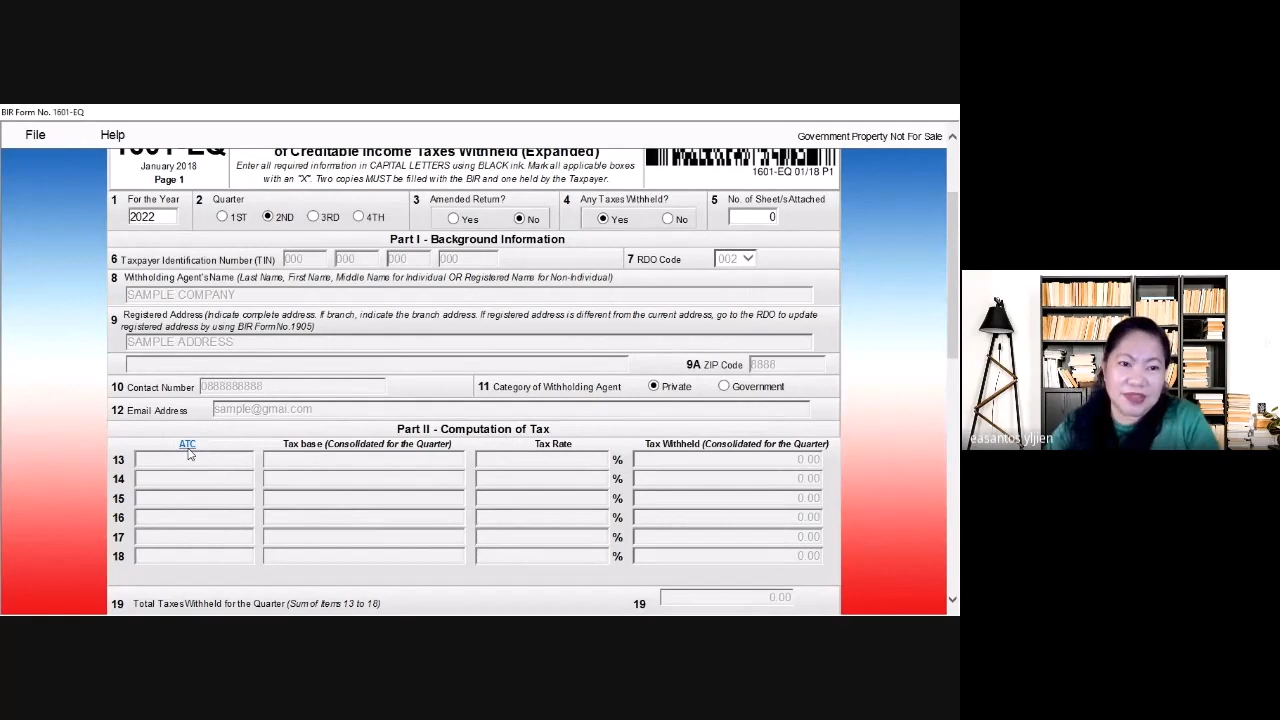 BIR Form No. 1601-EQ
File Help Government Property Not For Sale
1601-EQ
January 2018
Page 1
of Creditable Income Taxes Withheld (Expanded)
Enter all required information in CAPITAL LETTERS using BLACK ink. Mark all applicable boxes
with an "X". Two copies MUST be filled with the BIR and one held by the Taxpayer.
1601-EQ 01/18 P1
1 For the Year 2 Quarter 3 Amended Return? 4 Any Taxes Withheld? 5 No. of Sheet/s Attached
2022 1ST 2ND 3RD 4TH Yes No Yes No 0
Part I - Background Information
6 Taxpayer Identification Number (TIN) 000 000 000 000 7 RDO Code 002
8 Withholding Agent's Name (Last Name, First Name, Middle Name for Individual OR Registered Name for Non-Individual)
SAMPLE COMPANY
9 Registered Address (Indicate complete address. If branch, indicate the branch address. If registered address is different from the current address, go to the RDO to update
registered address by using BIR Form No. 1905)
SAMPLE ADDRESS
9A ZIP Code 8888
10 Contact Number 0888888888 11 Category of Withholding Agent Private Government
12 Email Address sample@gmai.com
Part II - Computation of Tax
ATC Tax base (Consolidated for the Quarter) Tax Rate Tax Withheld (Consolidated for the Quarter)
13 % 0.00
14 % 0.00
15 % 0.00
16 % 0.00
17 % 0.00
18 % 0.00
19 Total Taxes Withheld for the Quarter (Sum of Items 13 to 18) 19 0.00
easantos yljien